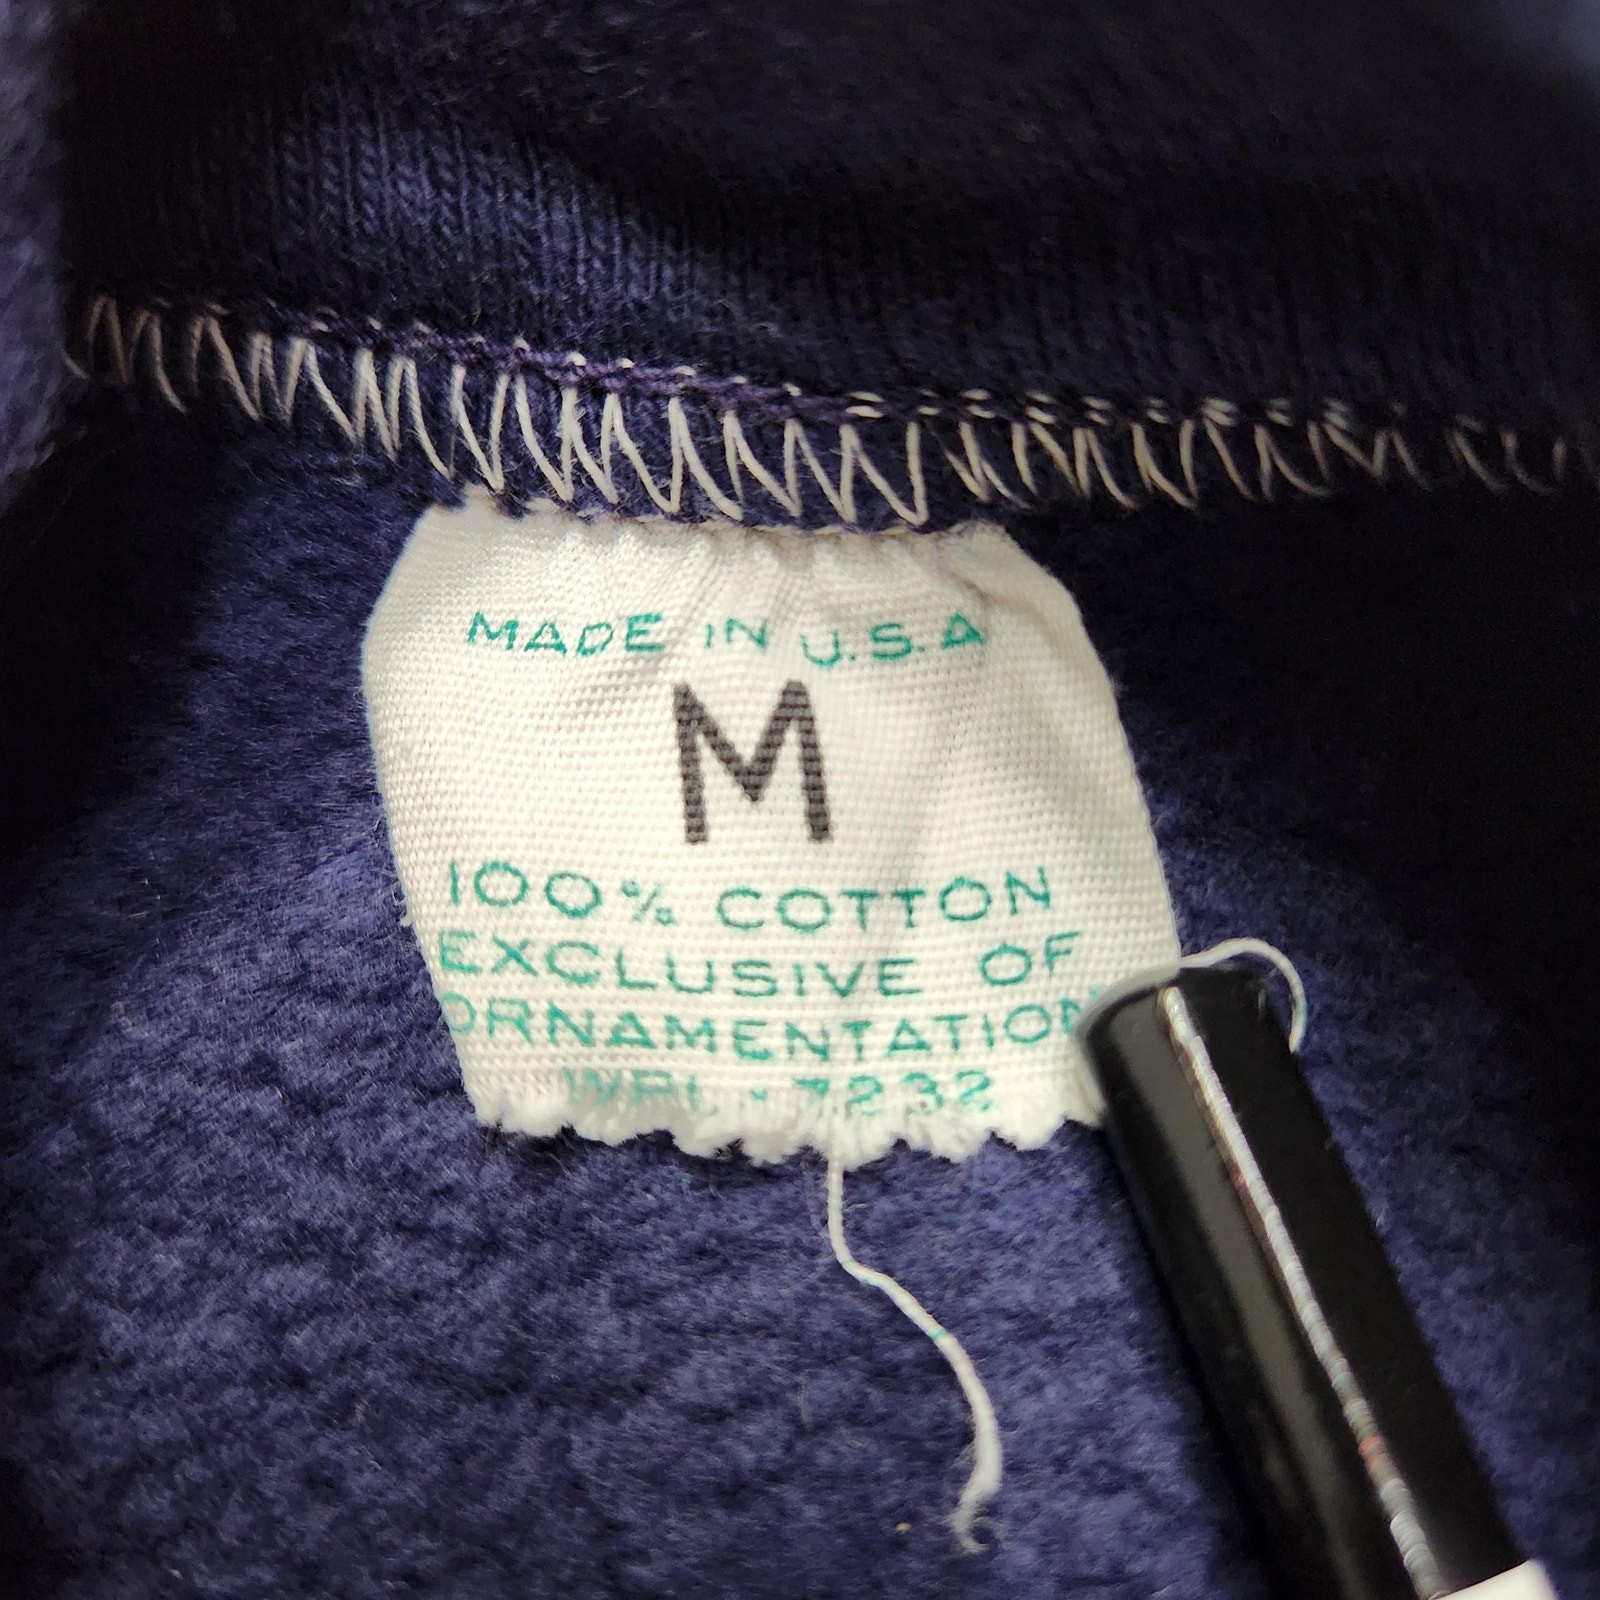 MADE IN U.S.A
M
100% COTTON
EXCLUSIVE OF
ORNAMENTATION
WPL · 7232